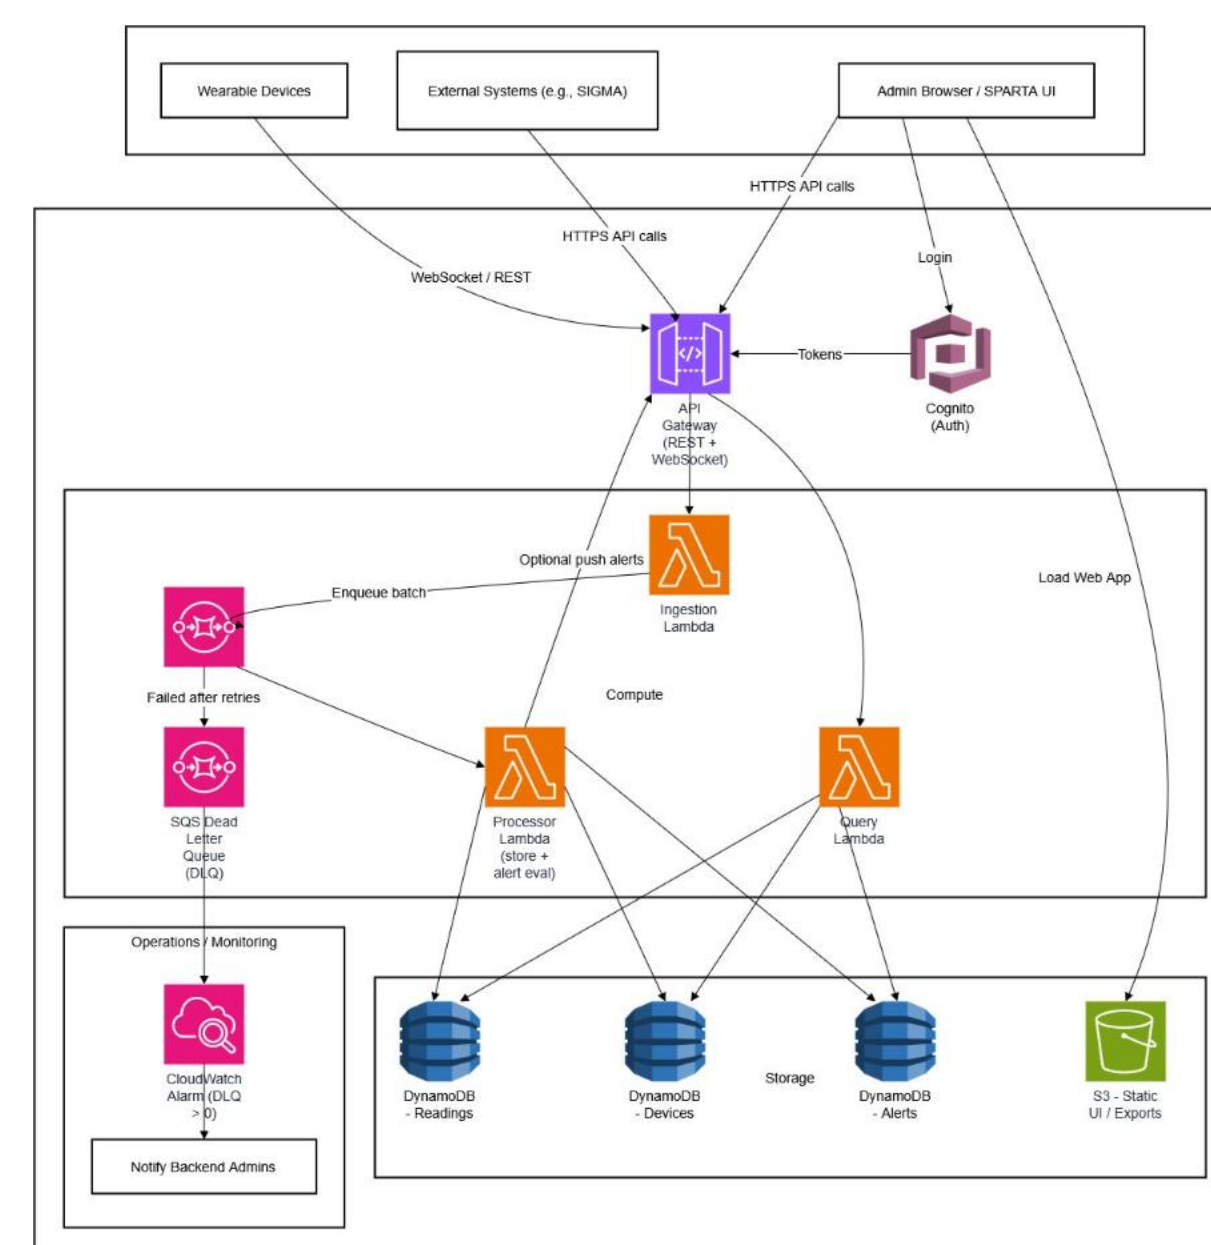 Wearable Devices
External Systems (e.g., SIGMA)
Admin Browser / SPARTA UI
HTTPS API calls
HTTPS API calls
WebSocket / REST
Login
Tokens
API
Gateway
(REST +
WebSocket)
Cognito
(Auth)
Optional push alerts
Enqueue batch
Ingestion
Lambda
Load Web App
Failed after retries
Compute
SQS Dead
Letter
Queue
(DLQ)
Processor
Lambda
(store +
alert eval)
Query
Lambda
Operations / Monitoring
CloudWatch
Alarm (DLQ
> 0)
Notify Backend Admins
DynamoDB
- Readings
DynamoDB
- Devices
Storage
DynamoDB
- Alerts
S3 - Static
UI / Exports